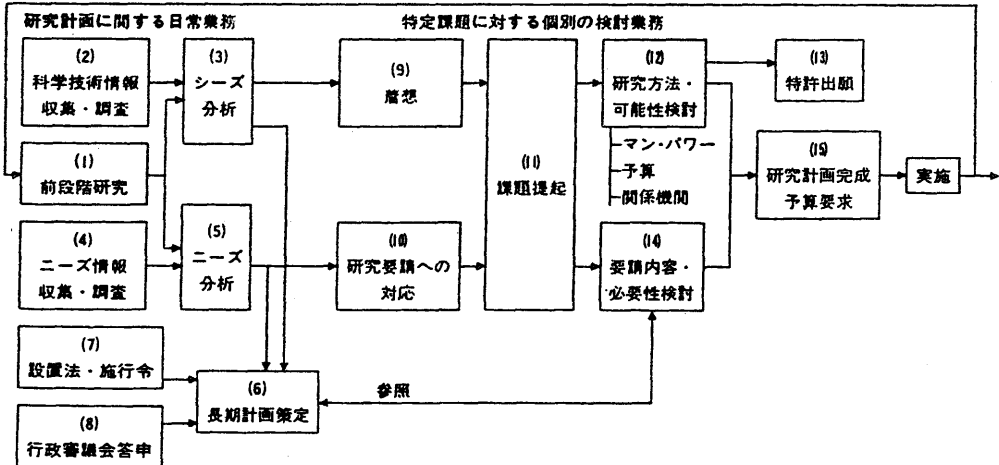 研究計画に関する日常業務
特定課題に対する個別の検討業務
(2)
科学技術情報
収集・調査
(3)
シーズ
分析
(9)
着想
(11)
課題提起
(12)
研究方法・
可能性検討
マン・パワー
予算
関係機関
(13)
特許出願
(1)
前段階研究
(15)
研究計画完成
予算要求
実施
(4)
ニーズ情報
収集・調査
(5)
ニーズ
分析
(10)
研究要請への
対応
(14)
要請内容・
必要性検討
(7)
設置法・施行令
(6)
長期計画策定
参照
(8)
行政審議会答申